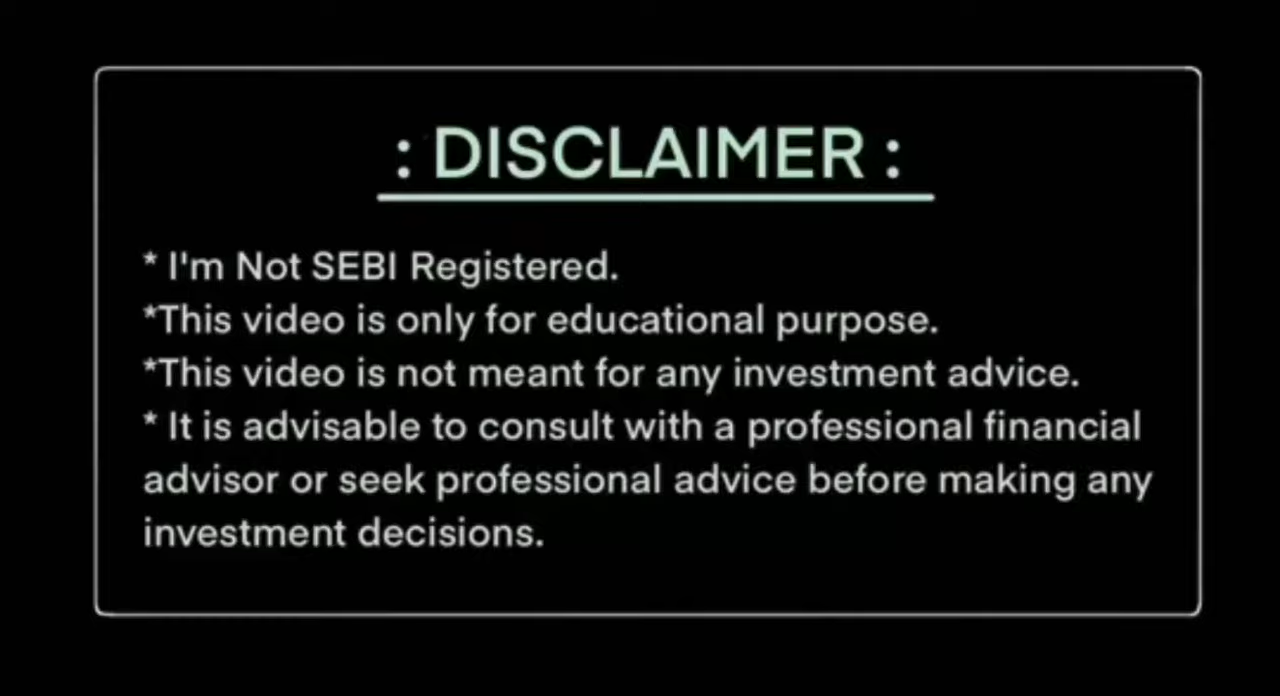 : DISCLAIMER :
* I'm Not SEBI Registered.
*This video is only for educational purpose.
*This video is not meant for any investment advice.
* It is advisable to consult with a professional financial
advisor or seek professional advice before making any
investment decisions.